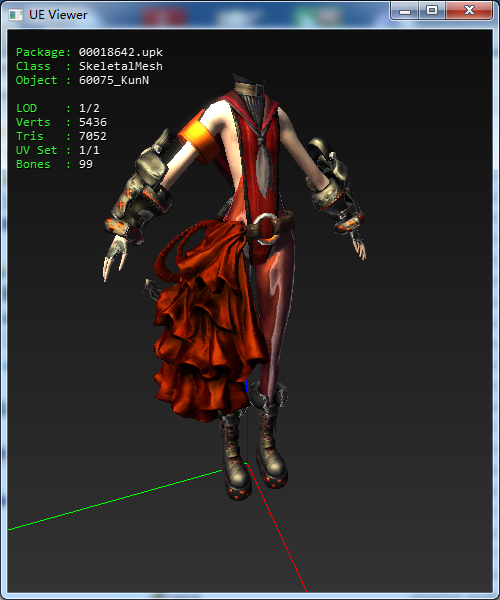 UE Viewer
Package: 00018642.upk
Class : SkeletalMesh
Object : 60075_KunN
LOD : 1/2
Verts : 5436
Tris : 7052
UV Set : 1/1
Bones : 99